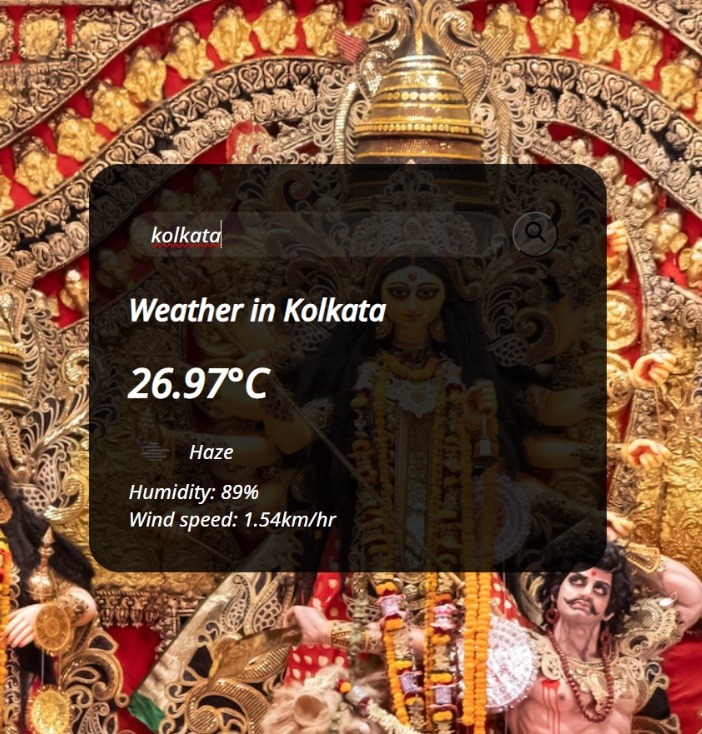 kolkata
Weather in Kolkata
26.97°C
Haze
Humidity: 89%
Wind speed: 1.54km/hr